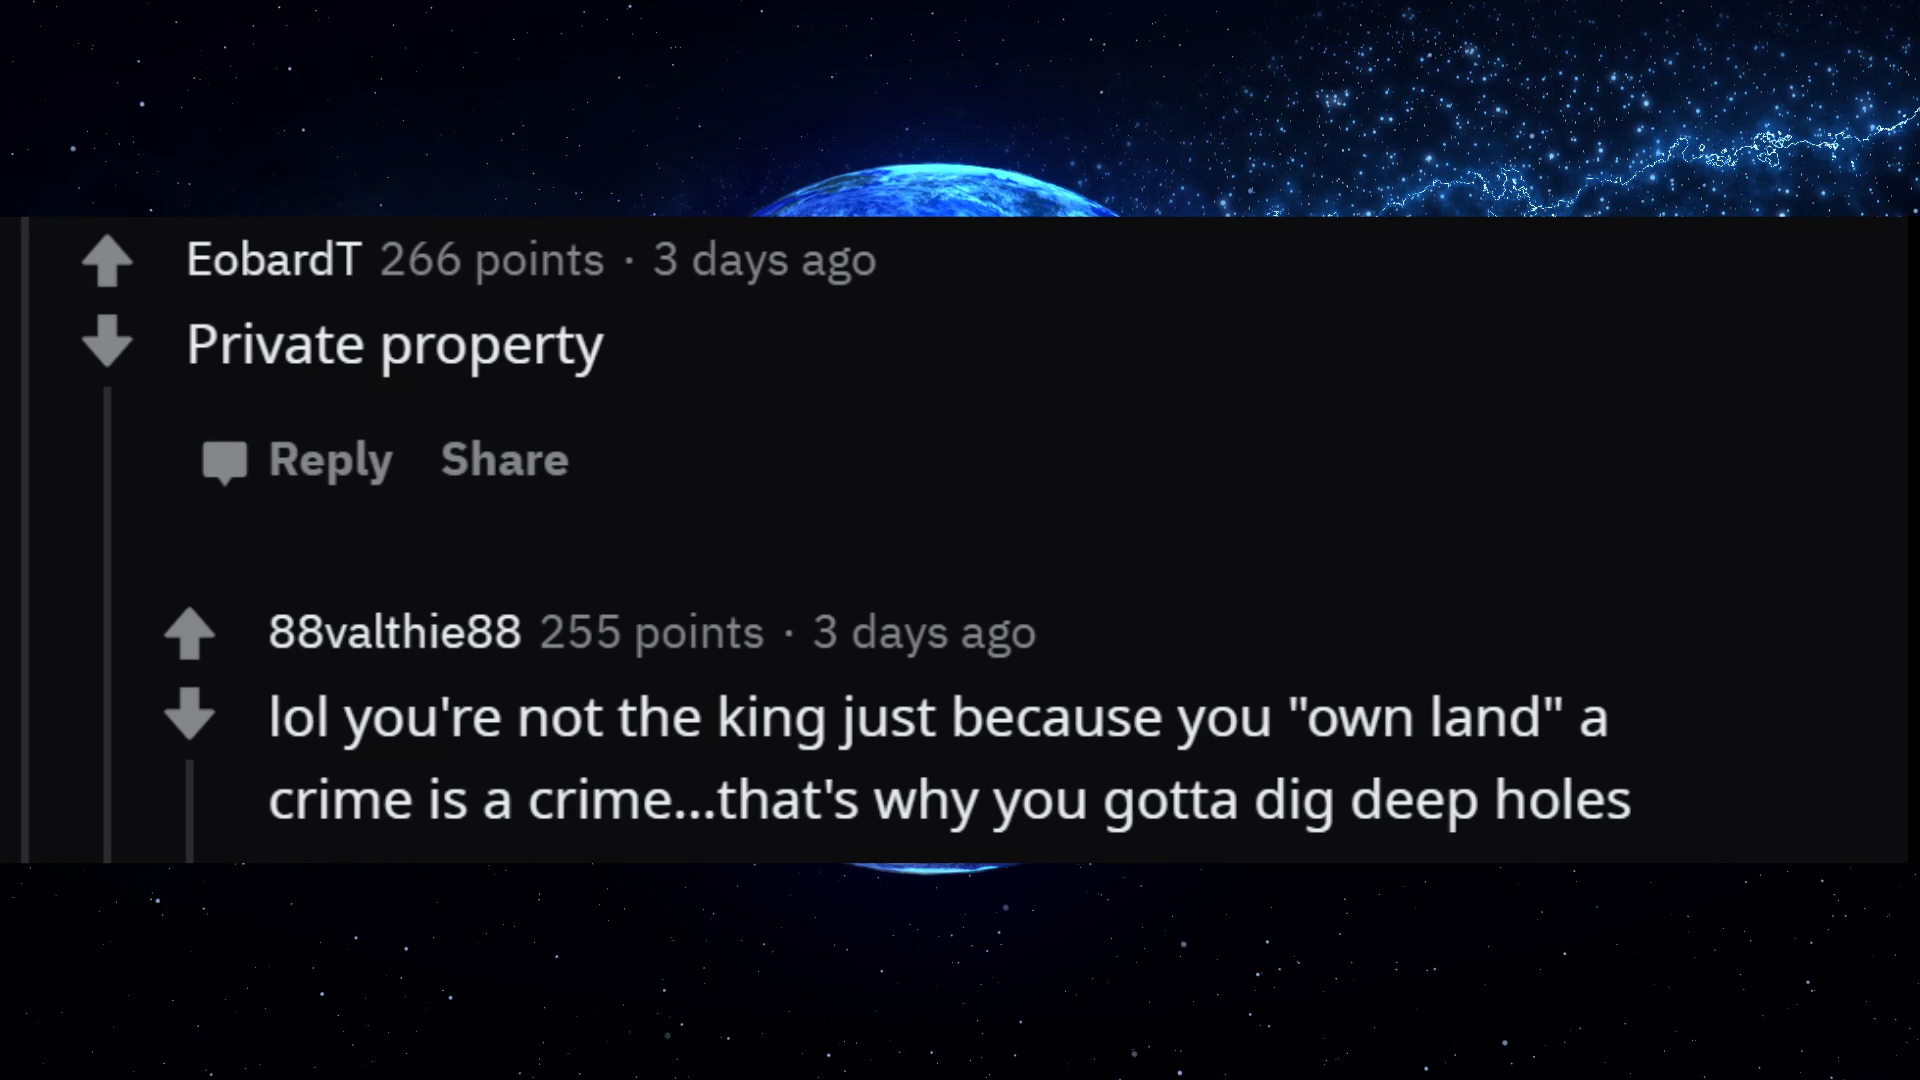 EobardT 266 points · 3 days ago
Private property
Reply Share
88valthie88 255 points · 3 days ago
lol you're not the king just because you "own land" a
crime is a crime...that's why you gotta dig deep holes